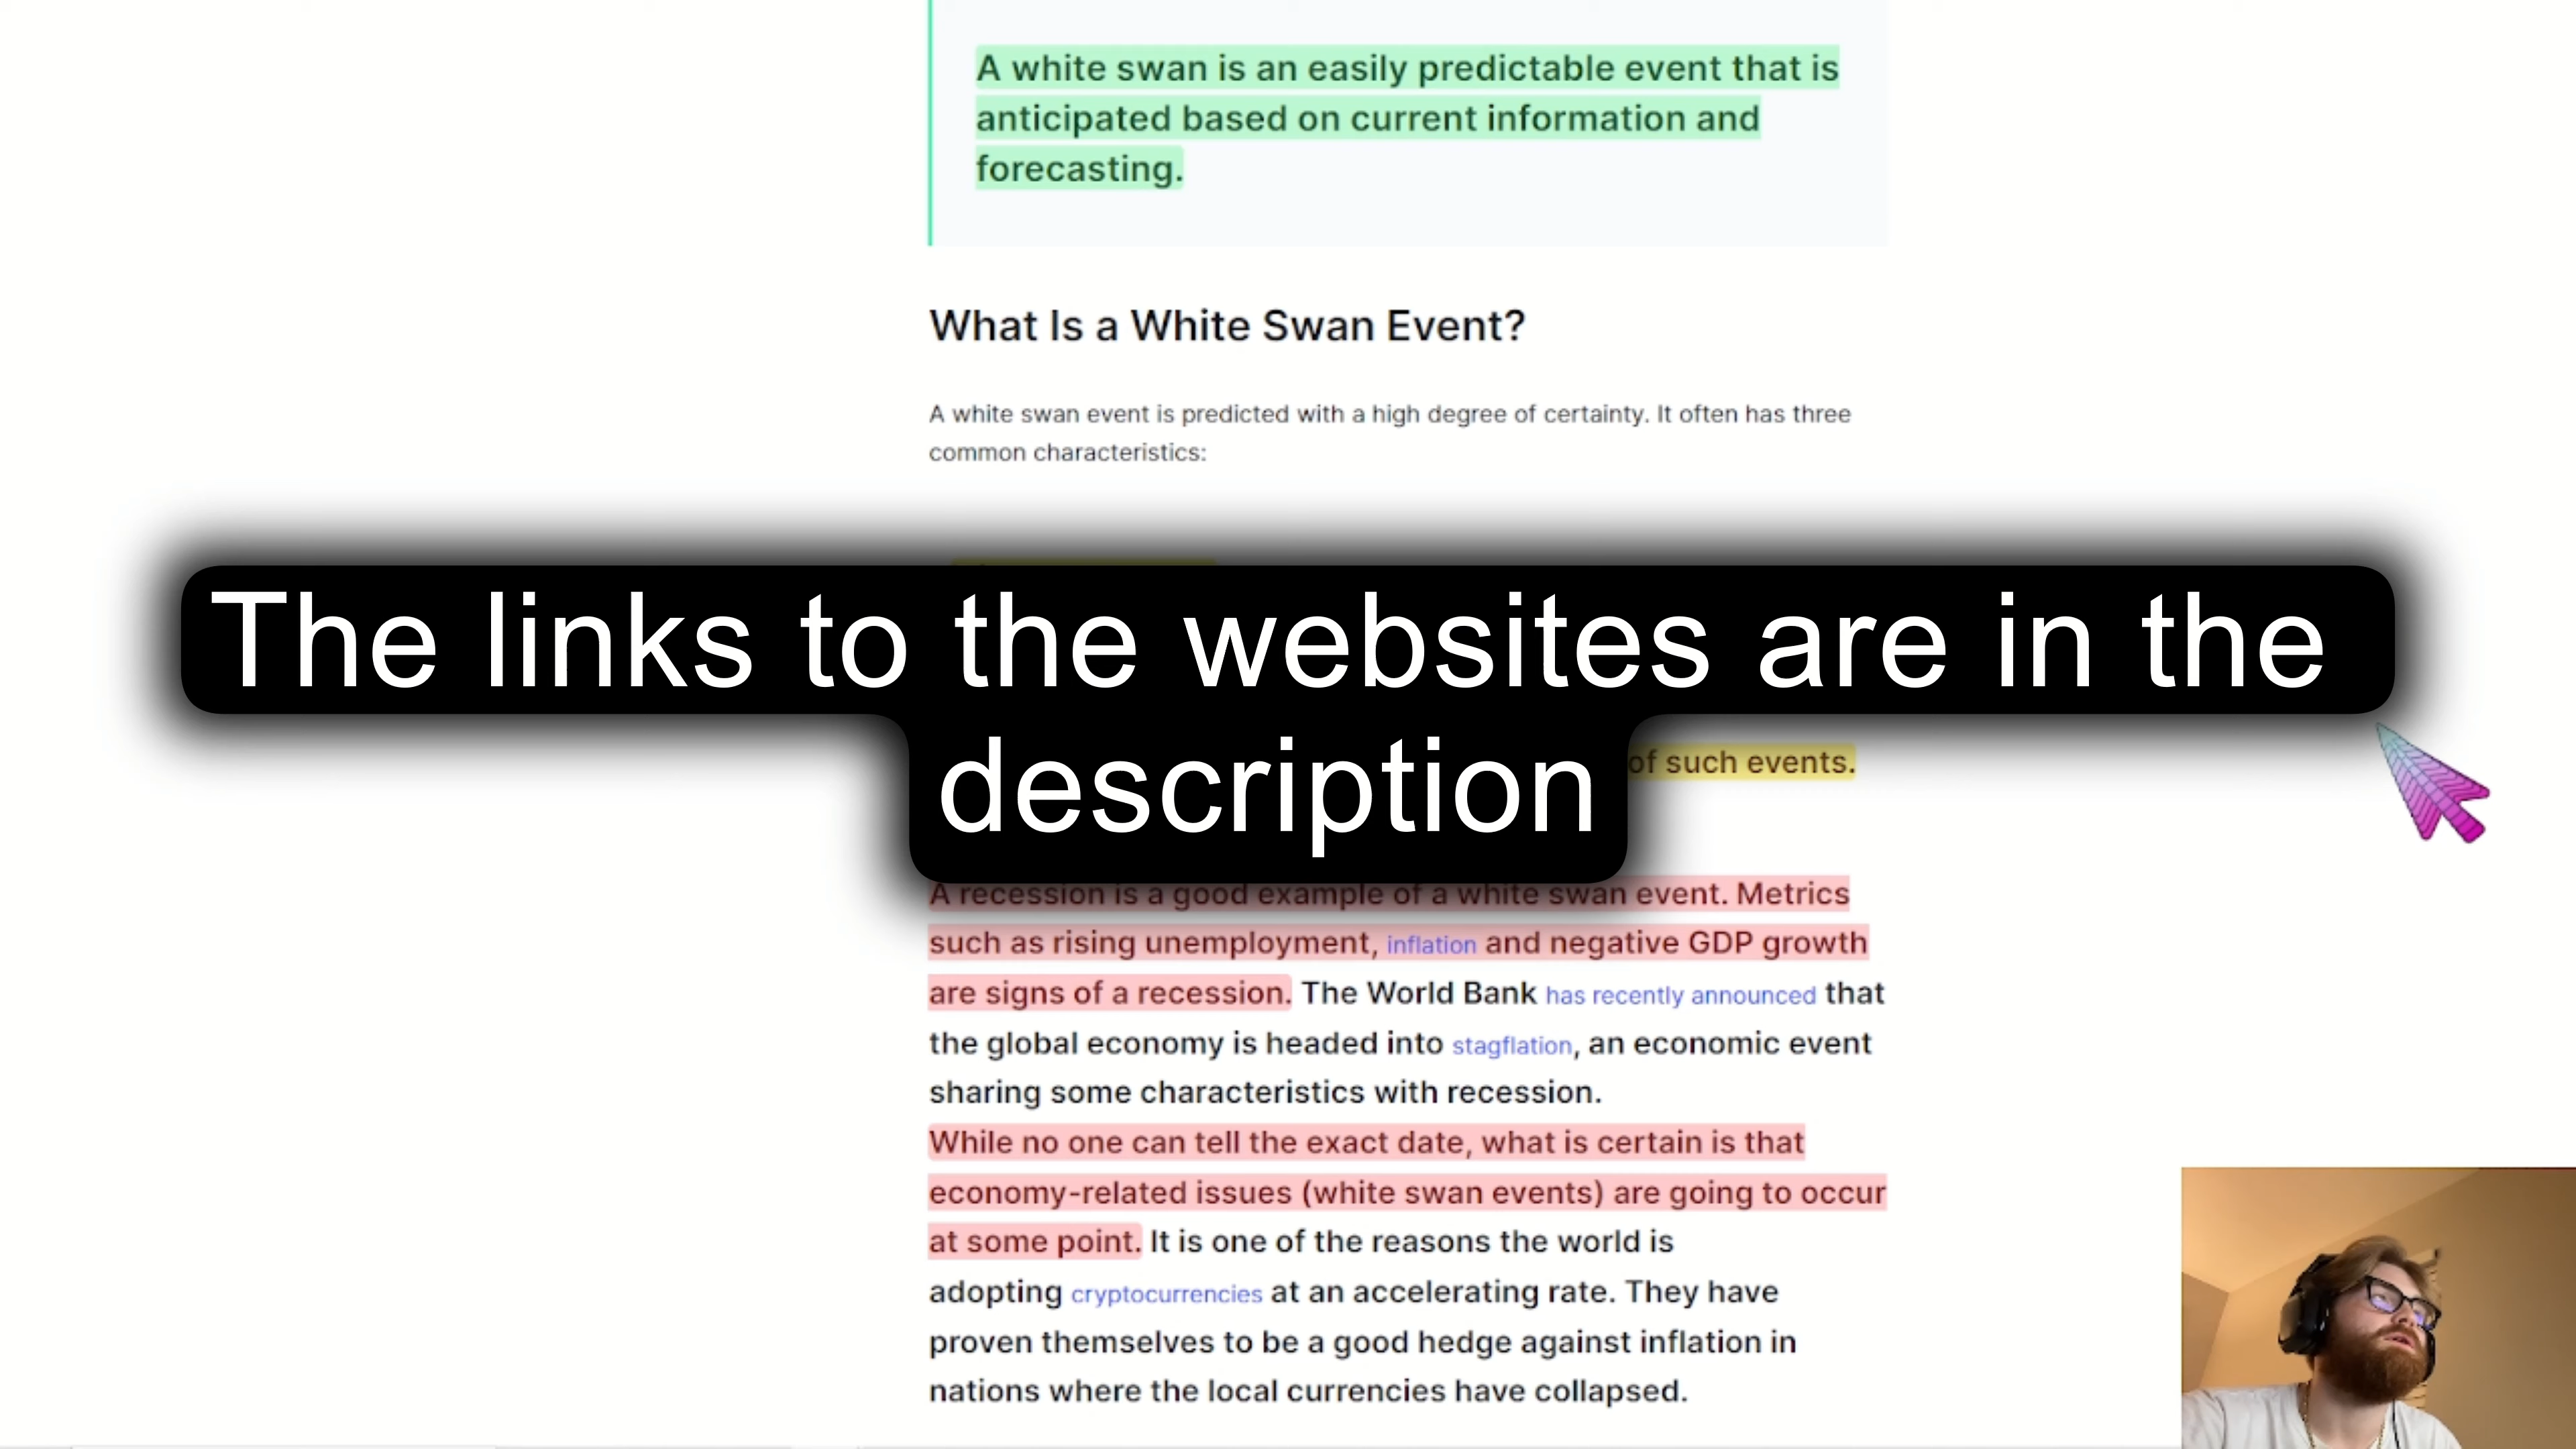 A white swan is an easily predictable event that is
anticipated based on current information and
forecasting.
What Is a White Swan Event?
A white swan event is predicted with a high degree of certainty. It often has three
common characteristics:
The links to the websites are in the
description
of such events.
A recession is a good example of a white swan event. Metrics
such as rising unemployment, inflation and negative GDP growth
are signs of a recession. The World Bank has recently announced that
the global economy is headed into stagflation, an economic event
sharing some characteristics with recession.
While no one can tell the exact date, what is certain is that
economy-related issues (white swan events) are going to occur
at some point. It is one of the reasons the world is
adopting cryptocurrencies at an accelerating rate. They have
proven themselves to be a good hedge against inflation in
nations where the local currencies have collapsed.